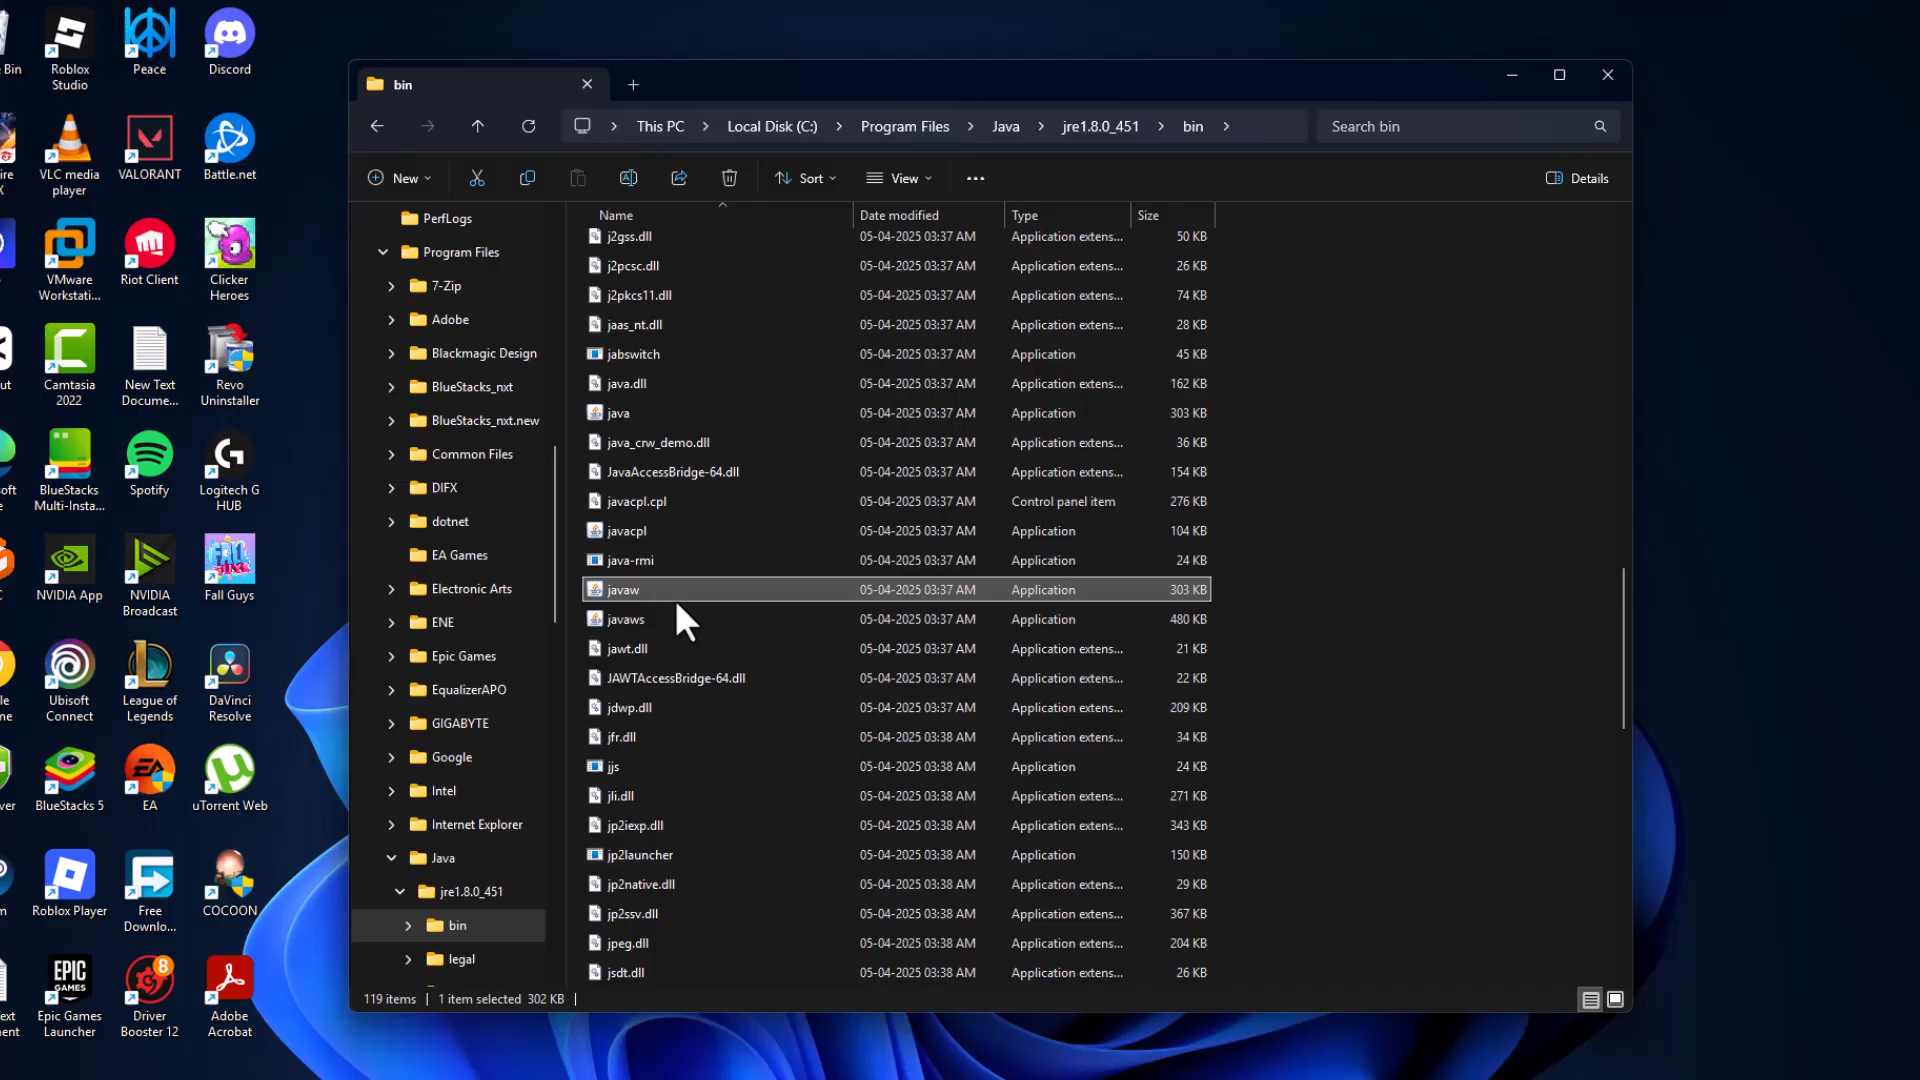 Bin
Roblox
Studio
Peace
Discord
VLC media
player
VALORANT
Battle.net
VMware
Workstati...
Riot Client
Clicker
Heroes
Camtasia
2022
New Text
Docume...
Revo
Uninstaller
BlueStacks
Multi-Insta...
Spotify
Logitech G
HUB
NVIDIA App
NVIDIA
Broadcast
FALL
Fall Guys
Ubisoft
Connect
League of
Legends
DaVinci
Resolve
BlueStacks 5
EA
EA
uTorrent Web
Roblox Player
Free
Downlo...
COCOON
EPIC
GAMES
8
Epic Games
Launcher
Driver
Booster 12
Adobe
Acrobat
bin
This PC
Local Disk (C:)
Program Files
Java
jre1.8.0_451
bin
Search bin
New
Sort
View
Details
PerfLogs
Program Files
7-Zip
Adobe
Blackmagic Design
BlueStacks_nxt
BlueStacks_nxt.new
Common Files
DIFX
dotnet
EA Games
Electronic Arts
ENE
Epic Games
EqualizerAPO
GIGABYTE
Google
Intel
Internet Explorer
Java
jre1.8.0_451
bin
legal
Name Date modified Type Size
j2gss.dll 05-04-2025 03:37 AM Application extens... 50 KB
j2pcsc.dll 05-04-2025 03:37 AM Application extens... 26 KB
j2pkcs11.dll 05-04-2025 03:37 AM Application extens... 74 KB
jaas_nt.dll 05-04-2025 03:37 AM Application extens... 28 KB
jabswitch 05-04-2025 03:37 AM Application 45 KB
java.dll 05-04-2025 03:37 AM Application extens... 162 KB
java 05-04-2025 03:37 AM Application 303 KB
java_crw_demo.dll 05-04-2025 03:37 AM Application extens... 36 KB
JavaAccessBridge-64.dll 05-04-2025 03:37 AM Application extens... 154 KB
javacpl.cpl 05-04-2025 03:37 AM Control panel item 276 KB
javacpl 05-04-2025 03:37 AM Application 104 KB
java-rmi 05-04-2025 03:37 AM Application 24 KB
javaw 05-04-2025 03:37 AM Application 303 KB
javaws 05-04-2025 03:37 AM Application 480 KB
jawt.dll 05-04-2025 03:37 AM Application extens... 21 KB
JAWTAccessBridge-64.dll 05-04-2025 03:37 AM Application extens... 22 KB
jdwp.dll 05-04-2025 03:37 AM Application extens... 209 KB
jfr.dll 05-04-2025 03:38 AM Application extens... 34 KB
jjs 05-04-2025 03:38 AM Application 24 KB
jli.dll 05-04-2025 03:38 AM Application extens... 271 KB
jp2iexp.dll 05-04-2025 03:38 AM Application extens... 343 KB
jp2launcher 05-04-2025 03:38 AM Application 150 KB
jp2native.dll 05-04-2025 03:38 AM Application extens... 29 KB
jp2ssv.dll 05-04-2025 03:38 AM Application extens... 367 KB
jpeg.dll 05-04-2025 03:38 AM Application extens... 204 KB
jsdt.dll 05-04-2025 03:38 AM Application extens... 26 KB
119 items 1 item selected 302 KB